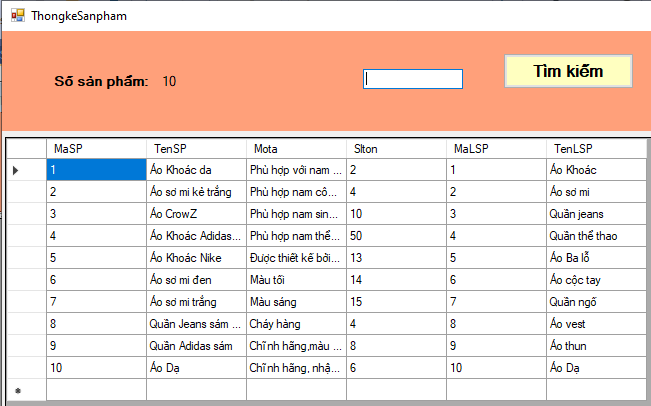 ThongkeSanpham
Số sản phẩm: 10 Tìm kiếm
MaSP TenSP Mota Slton MaLSP TenLSP
1 Áo Khoác da Phù hợp với nam ... 2 1 Áo Khoác
2 Áo sơ mi kẻ trắng Phù hợp nam cô... 4 2 Áo sơ mi
3 Áo CrowZ Phù hợp nam sin... 10 3 Quần jeans
4 Áo Khoác Adidas... Phù hợp nam thể... 50 4 Quần thể thao
5 Áo Khoác Nike Được thiết kế bởi... 13 5 Áo Ba lỗ
6 Áo sơ mi đen Màu tối 14 6 Áo cộc tay
7 Áo sơ mi trắng Màu sáng 15 7 Quần ngố
8 Quần Jeans sám ... Cháy hàng 4 8 Áo vest
9 Quần Adidas sám Chĩnh hãng,màu ... 8 9 Áo thun
10 Áo Dạ Chĩnh hãng, nhậ... 6 10 Áo Dạ